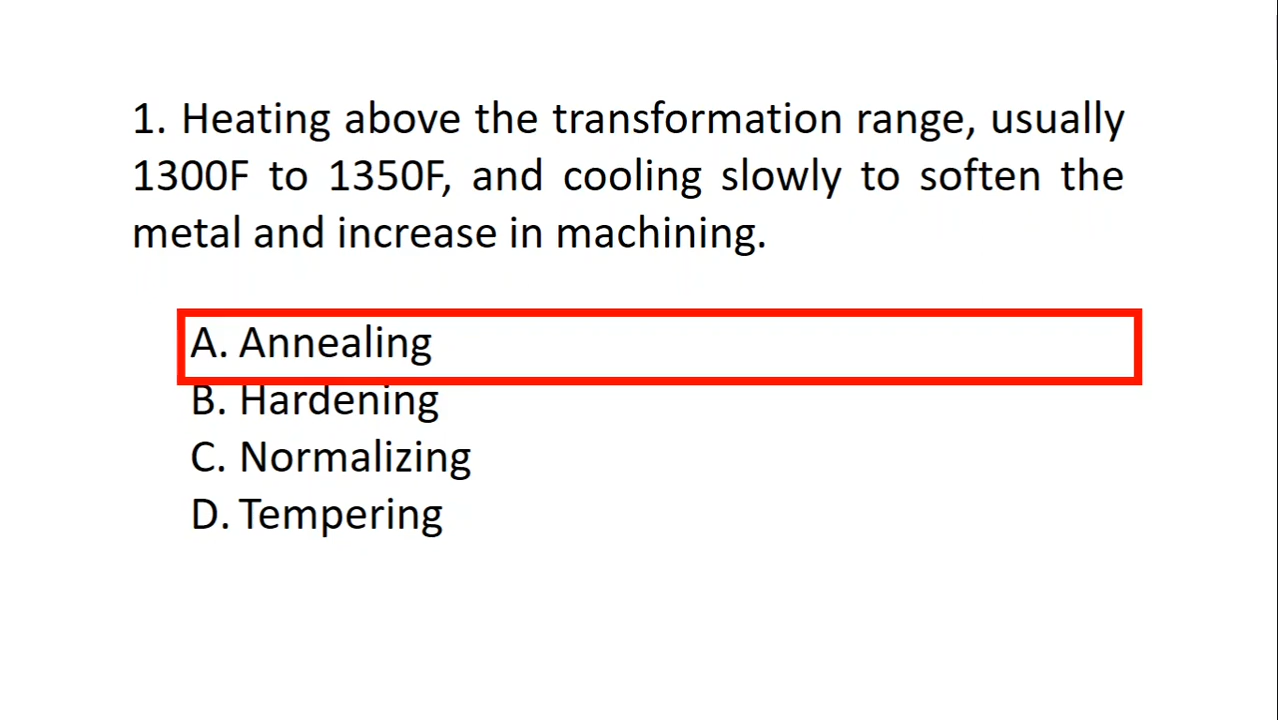 1. Heating above the transformation range, usually
1300F to 1350F, and cooling slowly to soften the
metal and increase in machining.
A. Annealing
B. Hardening
C. Normalizing
D. Tempering